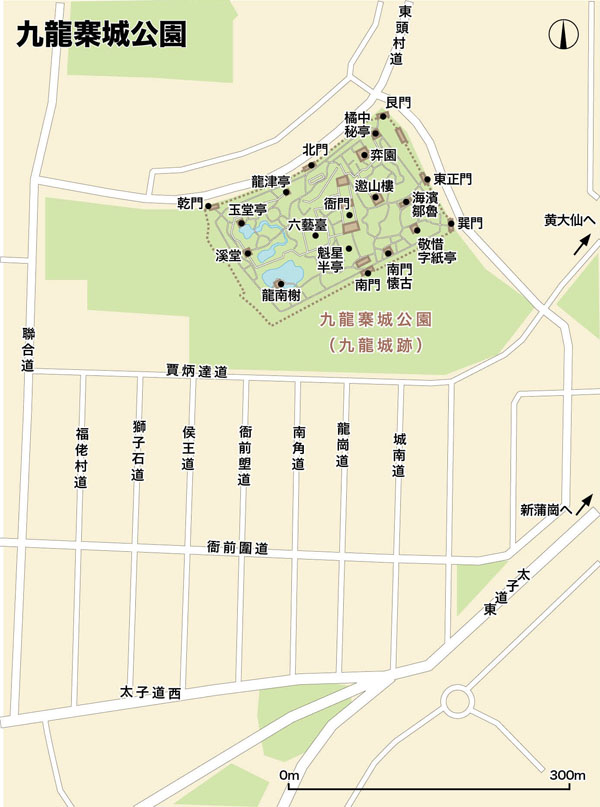 九龍寨城公園
東頭村道
艮門
橘中
秘亭
北門
弈園
龍津亭
邀山樓
東正門
乾門
玉堂亭
衙門
海濱
鄒魯
六藝臺
巽門
黄大仙へ
溪堂
魁星
半亭
敬惜
字紙亭
龍南榭
南門
南門
懐古
九龍寨城公園
(九龍城跡)
聯合道
賈炳達道
福佬村道
獅子石道
侯王道
衙前塱道
南角道
龍崗道
城南道
新蒲崗へ
衙前圍道
太子道東
太子道西
0m
300m